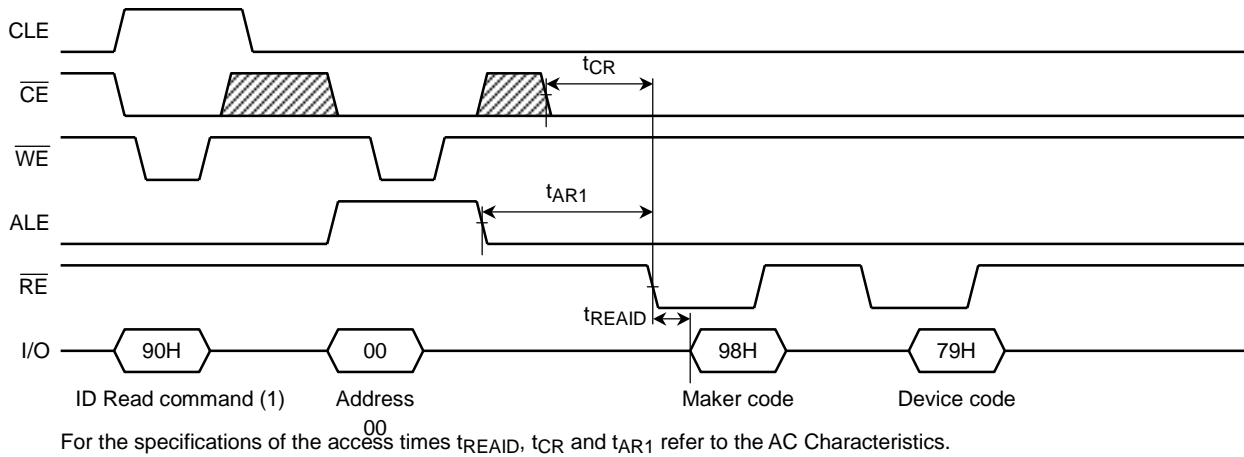 CLE
tCR
CE
WE
tAR1
ALE
RE
tREAID
I/O
90H
00
98H
79H
ID Read command (1)
Address
00
Maker code
Device code
For the specifications of the access times tREAID, tCR and tAR1 refer to the AC Characteristics.